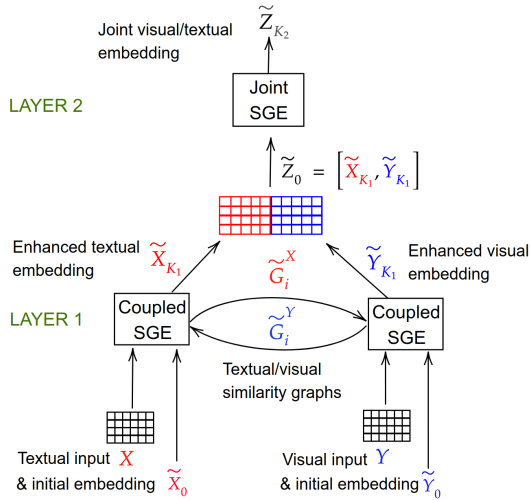 Joint visual/textual
embedding
Z̃_{K_2}
Joint
SGE
LAYER 2
Z̃_0 = [X̃_{K_1}, Ỹ_{K_1}]
Enhanced textual
embedding
X̃_{K_1}
G̃_i^X
Ỹ_{K_1}
Enhanced visual
embedding
LAYER 1
Coupled
SGE
G̃_i^Y
Coupled
SGE
Textual/visual
similarity graphs
Textual input X
& initial embedding X̃_0
Visual input Y
& initial embedding Ỹ_0